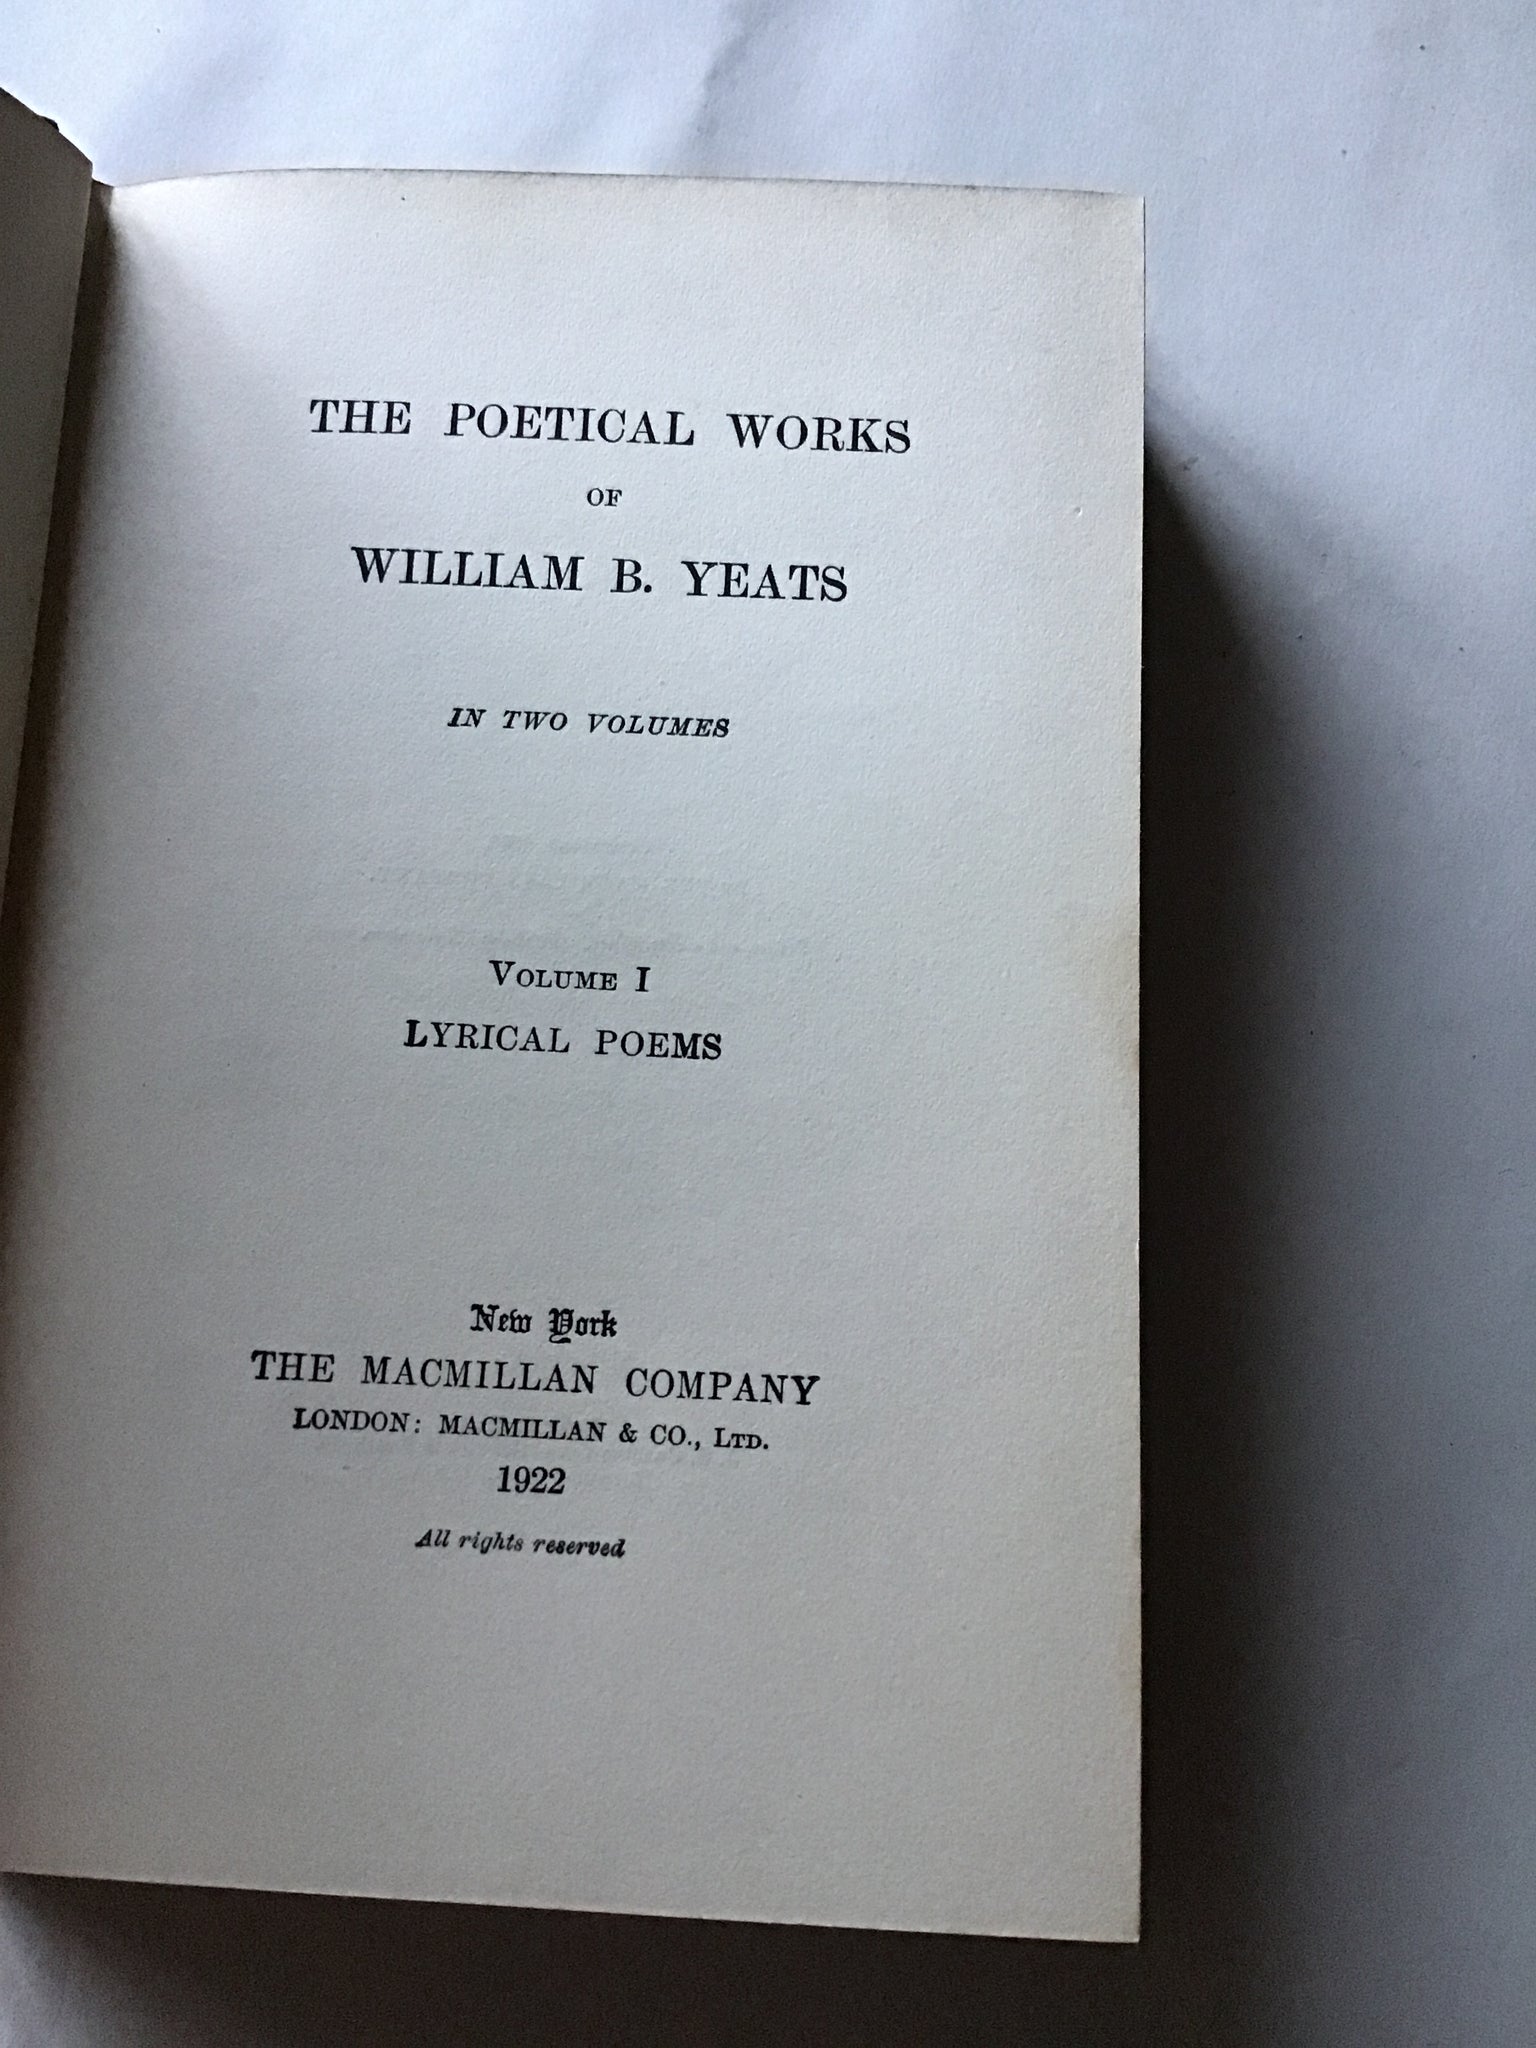 THE POETICAL WORKS
OF
WILLIAM B. YEATS
IN TWO VOLUMES
VOLUME I
LYRICAL POEMS
New York
THE MACMILLAN COMPANY
LONDON: MACMILLAN & CO., LTD.
1922
All rights reserved